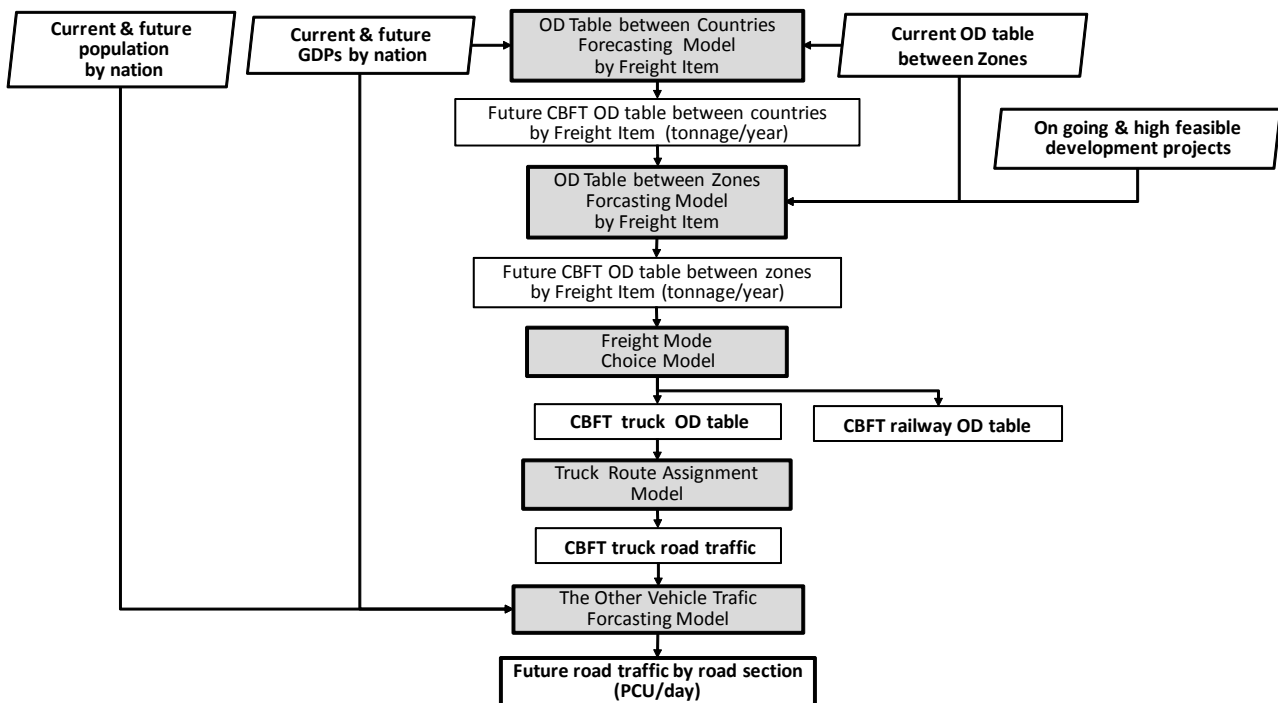 Current & future
population
by nation
Current & future
GDPs by nation
OD Table between Countries
Forecasting Model
by Freight Item
Current OD table
between Zones
Future CBFT OD table between countries
by Freight Item (tonnage/year)
On going & high feasible
development projects
OD Table between Zones
Forcasting Model
by Freight Item
Future CBFT OD table between zones
by Freight Item (tonnage/year)
Freight Mode
Choice Model
CBFT truck OD table
CBFT railway OD table
Truck Route Assignment
Model
CBFT truck road traffic
The Other Vehicle Trafic
Forcasting Model
Future road traffic by road section
(PCU/day)